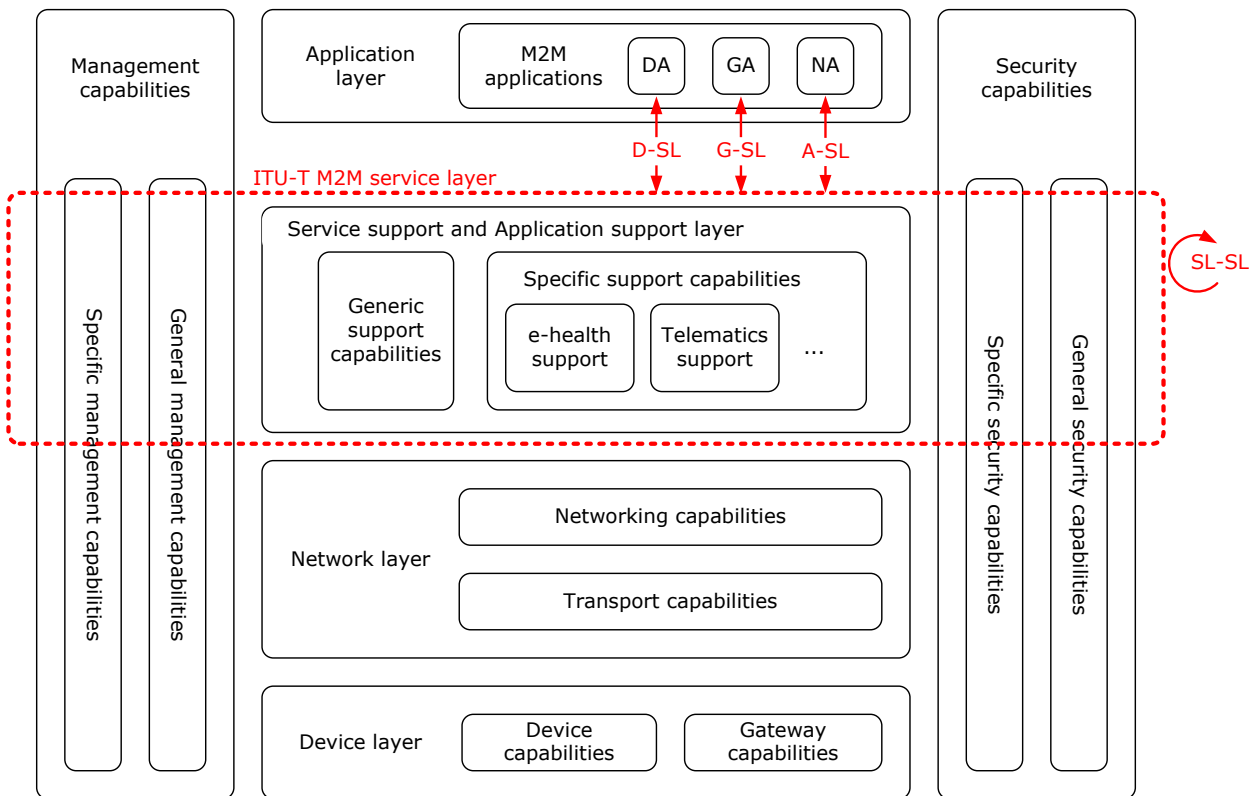 Management
capabilities
Specific management capabilities
General management capabilities
Application
layer
M2M
applications
DA
GA
NA
D-SL
G-SL
A-SL
ITU-T M2M service layer
Service support and Application support layer
Generic
support
capabilities
Specific support capabilities
e-health
support
Telematics
support
...
Network layer
Networking capabilities
Transport capabilities
Device layer
Device
capabilities
Gateway
capabilities
Security
capabilities
Specific security capabilities
General security capabilities
SL-SL